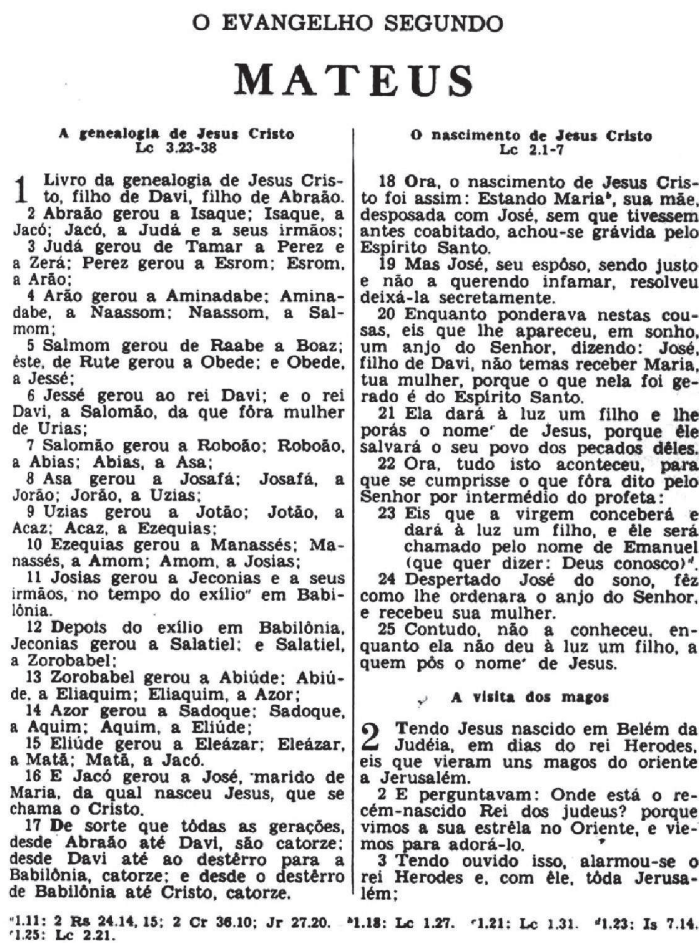 O EVANGELHO SEGUNDO
MATEUS
A genealogia de Jesus Cristo
Lc 3.23-38
1 Livro da genealogia de Jesus Cris-
to, filho de Davi, filho de Abraão.
2 Abraão gerou a Isaque; Isaque, a
Jacó; Jacó, a Judá e a seus irmãos;
3 Judá gerou de Tamar a Perez e
a Zerá; Perez gerou a Esrom; Esrom,
a Arão;
4 Arão gerou a Aminadabe; Amina-
dabe, a Naassom; Naassom, a Sal-
mom;
5 Salmom gerou de Raabe a Boaz;
êste, de Rute gerou a Obede; e Obede,
a Jessé;
6 Jessé gerou ao rei Davi; e o rei
Davi, a Salomão, da que fôra mulher
de Urias;
7 Salomão gerou a Roboão; Roboão,
a Abias; Abias, a Asa;
8 Asa gerou a Josafá; Josafá, a
Jorão; Jorão, a Uzias;
9 Uzias gerou a Jotão; Jotão, a
Acaz; Acaz, a Ezequias;
10 Ezequias gerou a Manassés; Ma-
nassés, a Amom; Amom, a Josias;
11 Josias gerou a Jeconias e a seus
irmãos, no tempo do exílio" em Babi-
lônia.
12 Depois do exílio em Babilônia,
Jeconias gerou a Salatiel; e Salatiel,
a Zorobabel;
13 Zorobabel gerou a Abiúde; Abiú-
de, a Eliaquim; Eliaquim, a Azor;
14 Azor gerou a Sadoque; Sadoque,
a Aquim; Aquim, a Eliúde;
15 Eliúde gerou a Eleázar; Eleázar,
a Matã; Matã, a Jacó.
16 E Jacó gerou a José, marido de
Maria, da qual nasceu Jesus, que se
chama o Cristo.
17 De sorte que tôdas as gerações,
desde Abraão até Davi, são catorze;
desde Davi até ao destêrro para a
Babilônia, catorze; e desde o destêrro
de Babilônia até Cristo, catorze.
O nascimento de Jesus Cristo
Lc 2.1-7
18 Ora, o nascimento de Jesus Cris-
to foi assim: Estando Mariaᵇ, sua mãe,
desposada com José, sem que tivessem
antes coabitado, achou-se grávida pelo
Espírito Santo.
19 Mas José, seu espôso, sendo justo
e não a querendo infamar, resolveu
deixá-la secretamente.
20 Enquanto ponderava nestas cou-
sas, eis que lhe apareceu, em sonho,
um anjo do Senhor, dizendo: José,
filho de Davi, não temas receber Maria,
tua mulher, porque o que nela foi ge-
rado é do Espírito Santo.
21 Ela dará à luz um filho e lhe
porás o nomeᶜ de Jesus, porque êle
salvará o seu povo dos pecados dêles.
22 Ora, tudo isto aconteceu, para
que se cumprisse o que fôra dito pelo
Senhor por intermédio do profeta:
23 Eis que a virgem conceberá e
dará à luz um filho, e êle será
chamado pelo nome de Emanuel
(que quer dizer: Deus conosco)ᵈ.
24 Despertado José do sono, fêz
como lhe ordenara o anjo do Senhor,
e recebeu sua mulher.
25 Contudo, não a conheceu, en-
quanto ela não deu à luz um filho, a
quem pôs o nomeᵉ de Jesus.
A visita dos magos
2 Tendo Jesus nascido em Belém da
Judéia, em dias do rei Herodes,
eis que vieram uns magos do oriente
a Jerusalém.
2 E perguntavam: Onde está o re-
cém-nascido Rei dos judeus? porque
vimos a sua estrêla no Oriente, e vie-
mos para adorá-lo.
3 Tendo ouvido isso, alarmou-se o
rei Herodes e, com êle, tôda Jerusa-
lém;
ᵃ1.11: 2 Rs 24.14, 15; 2 Cr 36.10; Jr 27.20. ᵇ1.18: Lc 1.27. ᶜ1.21: Lc 1.31. ᵈ1.23: Is 7.14.
ᵉ1.25: Lc 2.21.